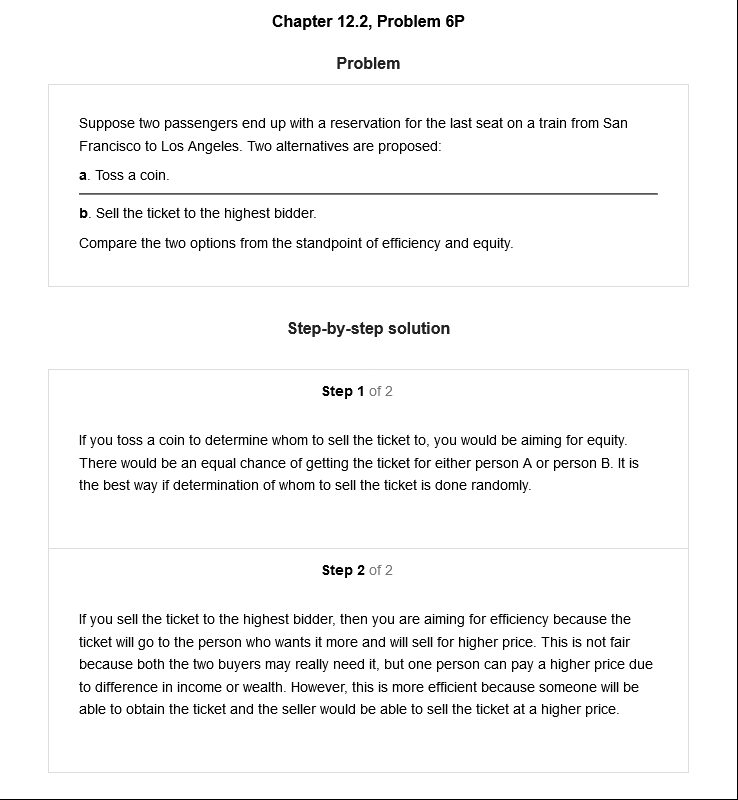 Chapter 12.2, Problem 6P
Problem
Suppose two passengers end up with a reservation for the last seat on a train from San
Francisco to Los Angeles. Two alternatives are proposed:
a. Toss a coin.
b. Sell the ticket to the highest bidder.
Compare the two options from the standpoint of efficiency and equity.
Step-by-step solution
Step 1 of 2
If you toss a coin to determine whom to sell the ticket to, you would be aiming for equity.
There would be an equal chance of getting the ticket for either person A or person B. It is
the best way if determination of whom to sell the ticket is done randomly.
Step 2 of 2
If you sell the ticket to the highest bidder, then you are aiming for efficiency because the
ticket will go to the person who wants it more and will sell for higher price. This is not fair
because both the two buyers may really need it, but one person can pay a higher price due
to difference in income or wealth. However, this is more efficient because someone will be
able to obtain the ticket and the seller would be able to sell the ticket at a higher price.